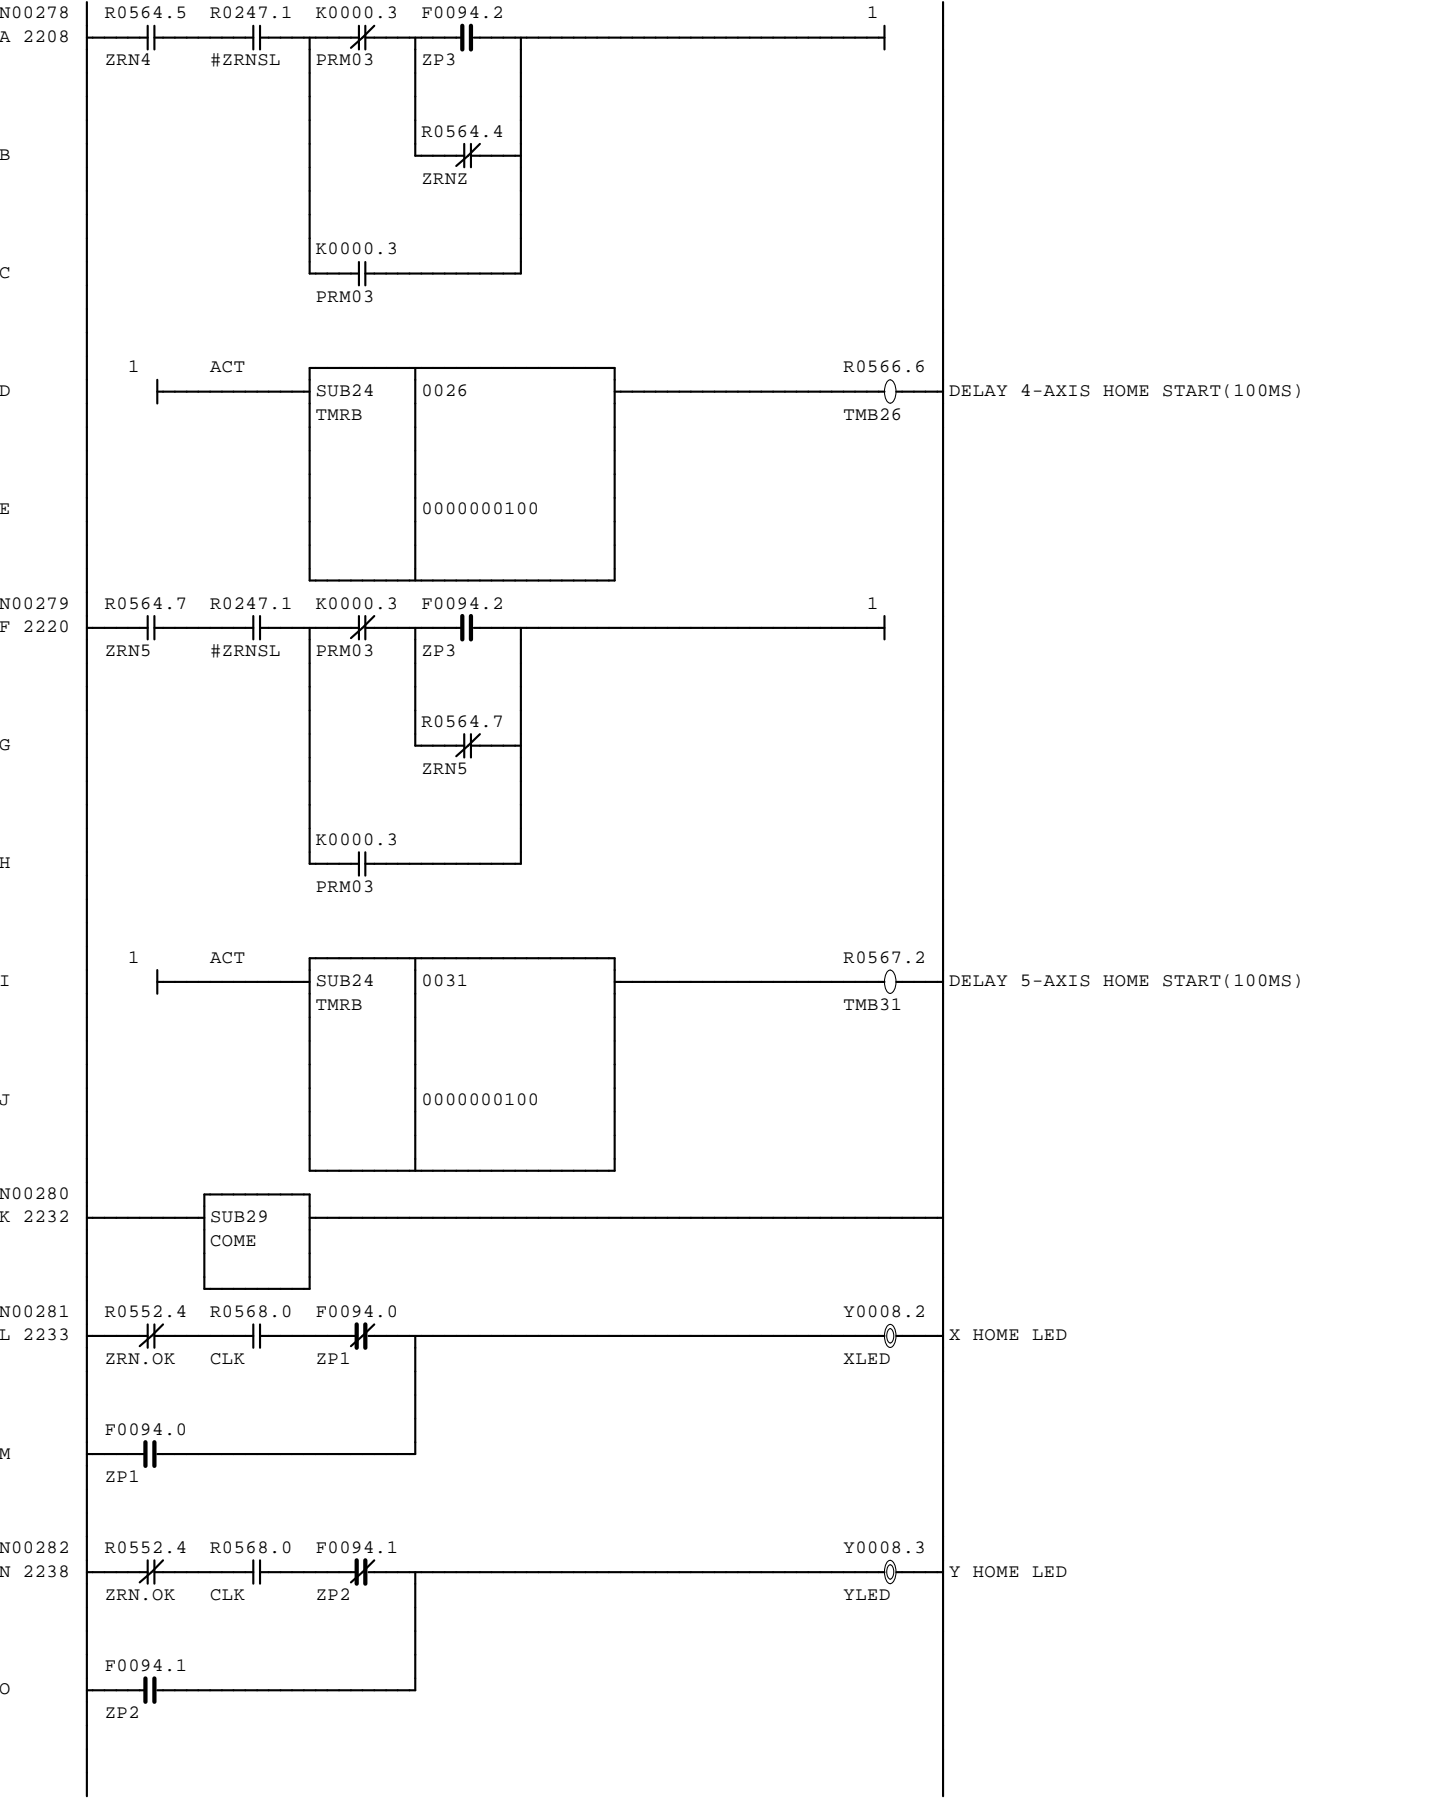 N00278 R0564.5 R0247.1 K0000.3 F0094.2 1
A 2208
ZRN4 #ZRNSL PRM03 ZP3
R0564.4
B
ZRNZ
K0000.3
C
PRM03
1 ACT R0566.6
D SUB24 0026 DELAY 4-AXIS HOME START(100MS)
TMRB TMB26
E 0000000100
N00279 R0564.7 R0247.1 K0000.3 F0094.2 1
F 2220
ZRN5 #ZRNSL PRM03 ZP3
R0564.7
G
ZRN5
K0000.3
H
PRM03
1 ACT R0567.2
I SUB24 0031 DELAY 5-AXIS HOME START(100MS)
TMRB TMB31
J 0000000100
N00280
K 2232 SUB29
COME
N00281 R0552.4 R0568.0 F0094.0 Y0008.2
L 2233 X HOME LED
ZRN.OK CLK ZP1 XLED
F0094.0
M
ZP1
N00282 R0552.4 R0568.0 F0094.1 Y0008.3
N 2238 Y HOME LED
ZRN.OK CLK ZP2 YLED
F0094.1
O
ZP2